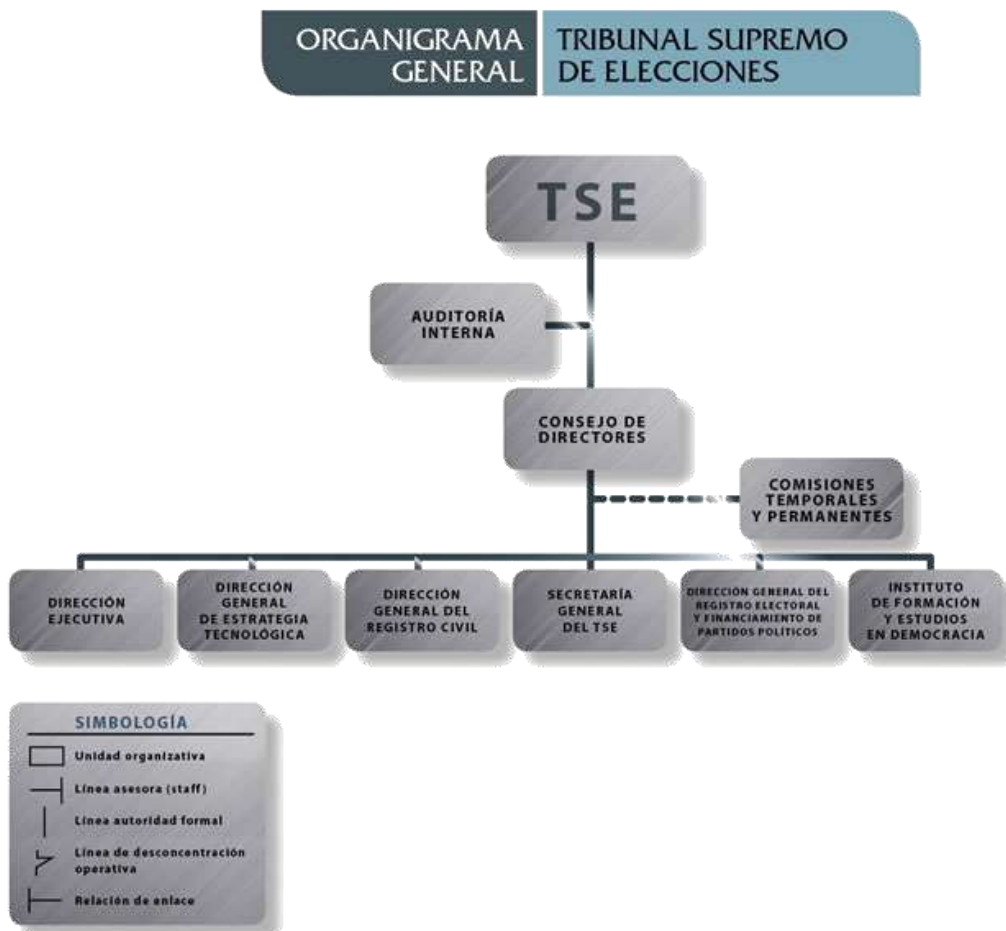 ORGANIGRAMA
GENERAL
TRIBUNAL SUPREMO
DE ELECCIONES
TSE
AUDITORÍA
INTERNA
CONSEJO DE
DIRECTORES
COMISIONES
TEMPORALES
Y PERMANENTES
DIRECCIÓN
EJECUTIVA
DIRECCIÓN
GENERAL
DE ESTRATEGIA
TECNOLÓGICA
DIRECCIÓN
GENERAL DEL
REGISTRO CIVIL
SECRETARÍA
GENERAL
DEL TSE
DIRECCIÓN GENERAL DEL
REGISTRO ELECTORAL
Y FINANCIAMIENTO DE
PARTIDOS POLÍTICOS
INSTITUTO
DE FORMACIÓN
Y ESTUDIOS
EN DEMOCRACIA
SIMBOLOGÍA
Unidad organizativa
Línea asesora (staff)
Línea autoridad formal
Línea de desconcentración
operativa
Relación de enlace